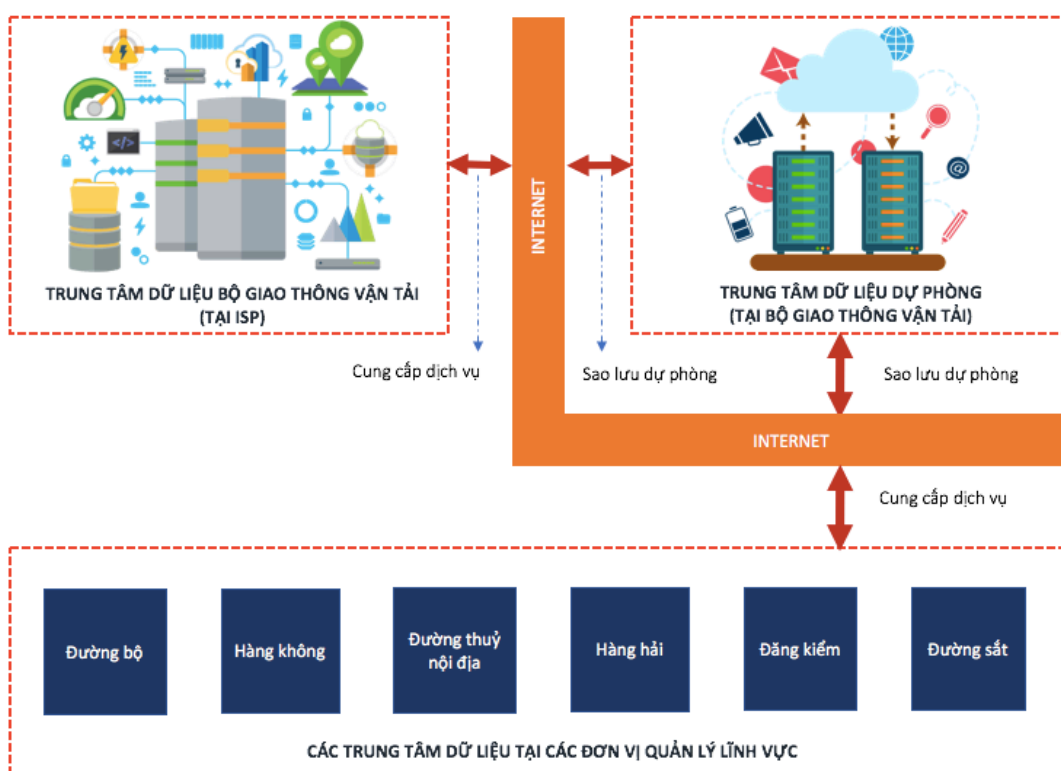 TRUNG TÂM DỮ LIỆU BỘ GIAO THÔNG VẬN TẢI
(TẠI ISP)
INTERNET
TRUNG TÂM DỮ LIỆU DỰ PHÒNG
(TẠI BỘ GIAO THÔNG VẬN TẢI)
Cung cấp dịch vụ
Sao lưu dự phòng
Sao lưu dự phòng
INTERNET
Cung cấp dịch vụ
Đường bộ
Hàng không
Đường thuỷ
nội địa
Hàng hải
Đăng kiểm
Đường sắt
CÁC TRUNG TÂM DỮ LIỆU TẠI CÁC ĐƠN VỊ QUẢN LÝ LĨNH VỰC